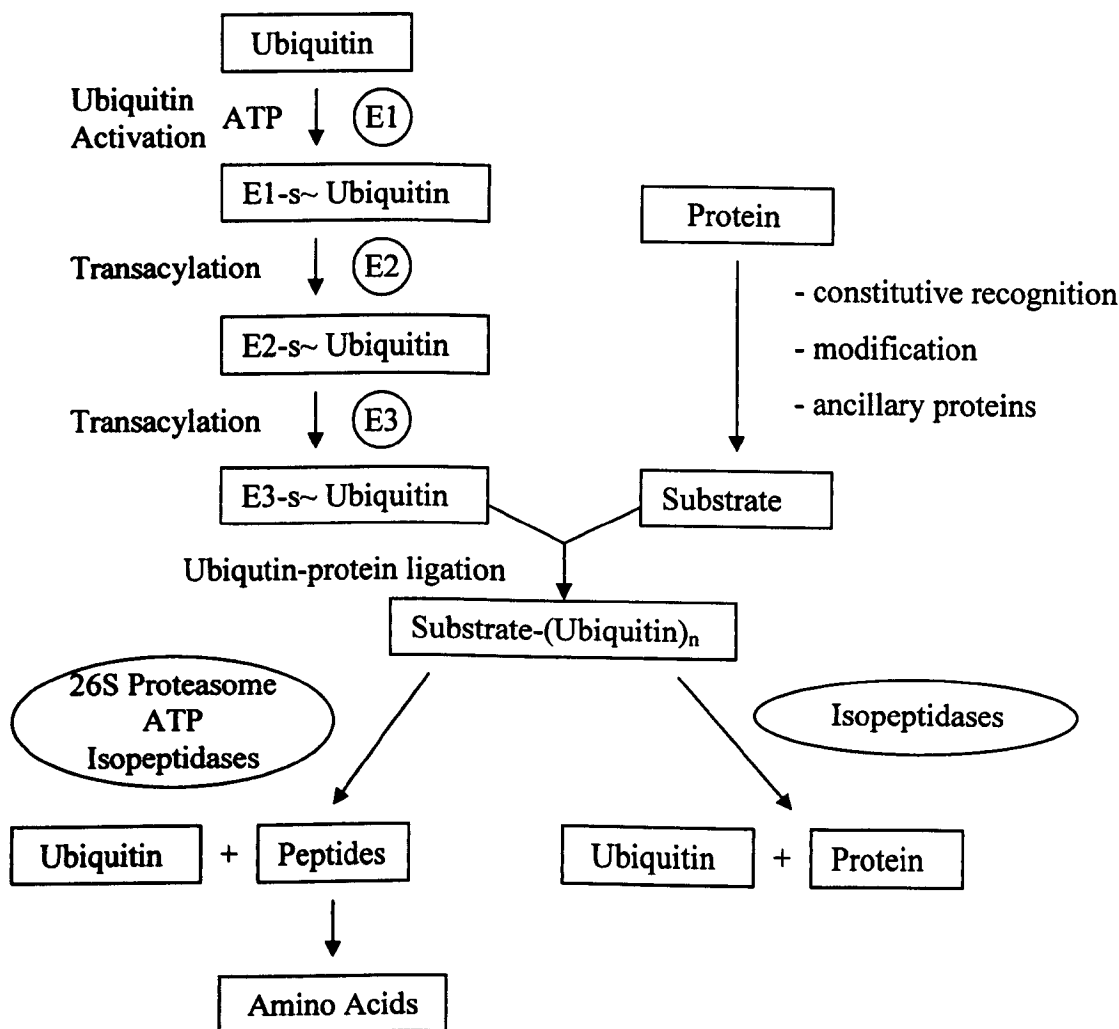 Ubiquitin
Ubiquitin
Activation
ATP
E1
E1-s~ Ubiquitin
Protein
Transacylation
E2
- constitutive recognition
E2-s~ Ubiquitin
- modification
Transacylation
E3
- ancillary proteins
E3-s~ Ubiquitin
Substrate
Ubiqutin-protein ligation
Substrate-(Ubiquitin)n
26S Proteasome
ATP
Isopeptidases
Isopeptidases
Ubiquitin + Peptides
Ubiquitin + Protein
Amino Acids